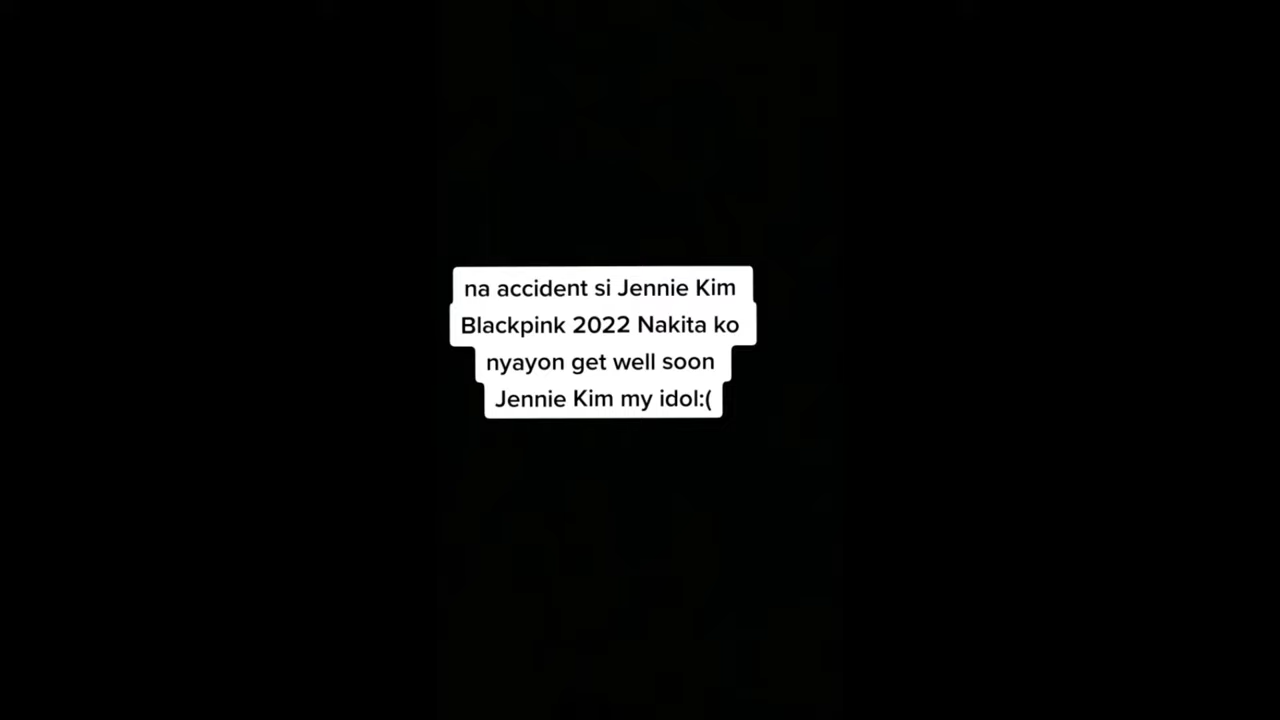 na accident si Jennie Kim
Blackpink 2022 Nakita ko
nyayon get well soon
Jennie Kim my idol:(